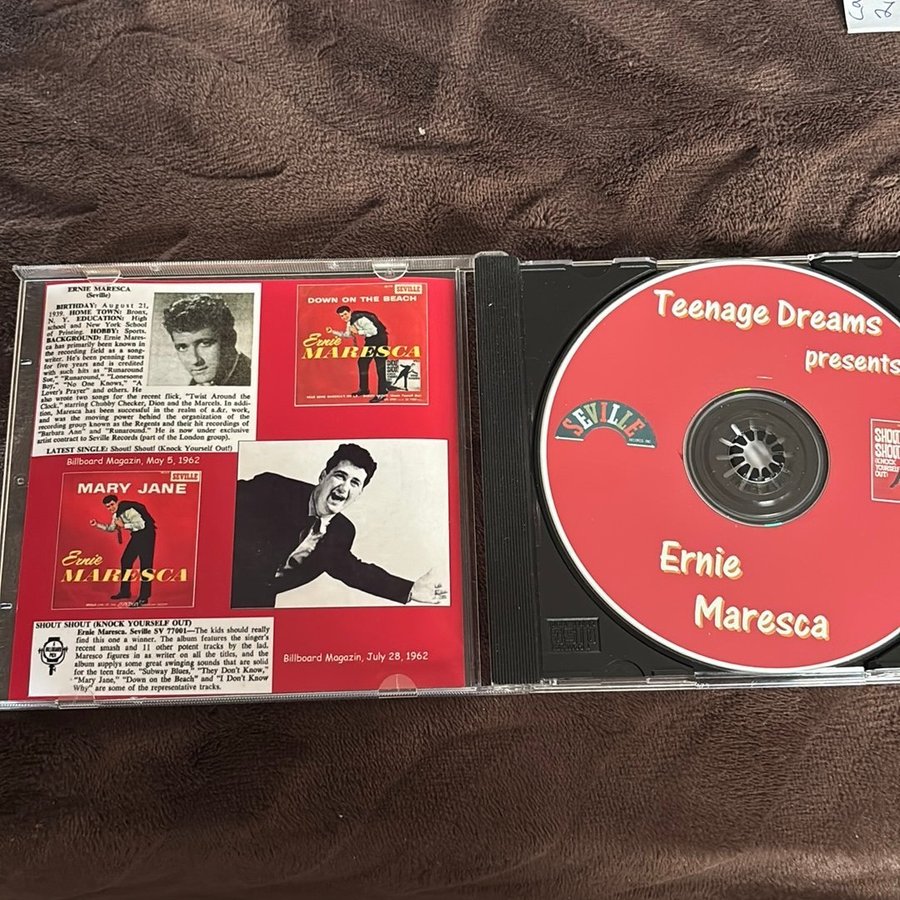 ERNIE MARESCA
(Seville)
BIRTHDAY: August 21,
1939. HOME TOWN: Bronx,
N. Y. EDUCATION: High
school and New York School
of Printing. HOBBY: Sports.
BACKGROUND: Ernie Mares-
ca has primarily been known in
the recording field as a song-
writer. He's been penning tunes
for five years and is credited
with such hits as "Runaround
Sue," "Runaround," "Lonesome
Boy," "No One Knows," "A
Lover's Prayer" and others. He
also wrote two songs for the recent flick, "Twist Around the
Clock," starring Chubby Checker, Dion and the Marcels. In addi-
tion, Maresca has been successful in the realm of a.&r. work,
and was the moving power behind the organization of the
recording group known as the Regents and their hit recordings of
"Barbara Ann" and "Runaround." He is now under exclusive
artist contract to Seville Records (part of the London group).
LATEST SINGLE: Shout! Shout! (Knock Yourself Out!)
Billboard Magazin, May 5, 1962
SEVILLE
DOWN ON THE BEACH
Ernie
MARESCA
SEVILLE
MARY JANE
Ernie
MARESCA
SHOUT SHOUT (KNOCK YOURSELF OUT)
Ernie Maresca. Seville SV 77001—The kids should really
find this one a winner. The album features the singer's
recent smash and 11 other potent tracks by the lad.
Maresco figures in as writer on all the titles, and the
album supplys some great swinging sounds that are solid
for the teen trade. "Subway Blues," "They Don't Know,"
"Mary Jane," "Down on the Beach" and "I Don't Know
Why" are some of the representative tracks.
BILLBOARD
PICK
Billboard Magazin, July 28, 1962
Teenage Dreams
presents
SEVILLE
RECORDS INC
SHOUT
SHOUT
(KNOCK
YOURSELF
OUT)
Ernie
Maresca